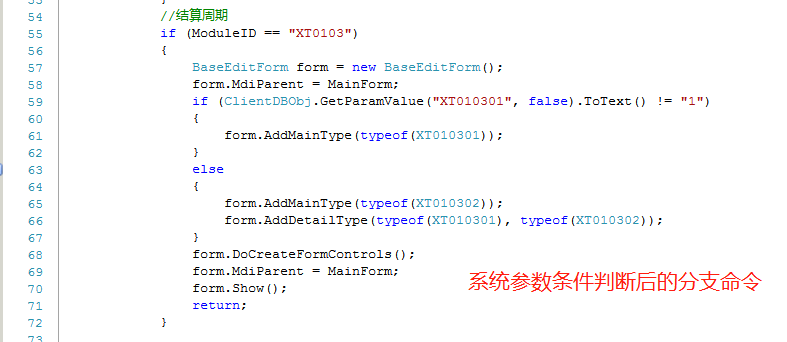 53 }
54 //结算周期
55 if (ModuleID == "XT0103")
56 {
57 BaseEditForm form = new BaseEditForm();
58 form.MdiParent = MainForm;
59 if (ClientDBObj.GetParamValue("XT010301", false).ToText() != "1")
60 {
61 form.AddMainType(typeof(XT010301));
62 }
63 else
64 {
65 form.AddMainType(typeof(XT010302));
66 form.AddDetailType(typeof(XT010301), typeof(XT010302));
67 }
68 form.DoCreateFormControls();
69 form.MdiParent = MainForm;
70 form.Show();
系统参数条件判断后的分支命令
71 return;
72 }
73